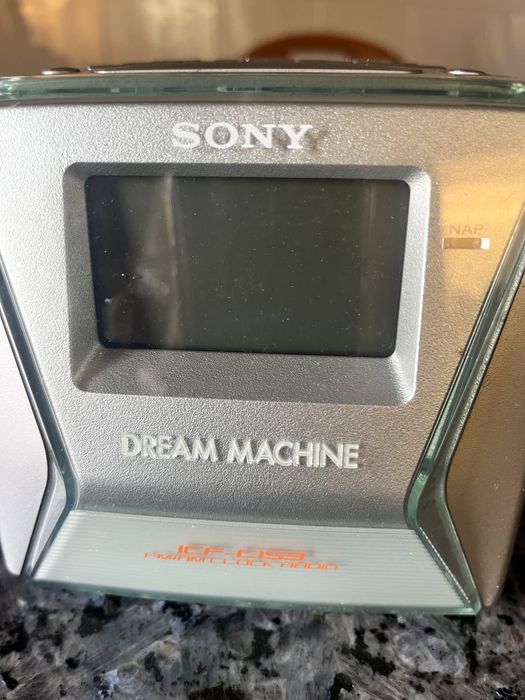 SONY
NAP
DREAM MACHINE
ICF-C153
FM/AM CLOCK RADIO